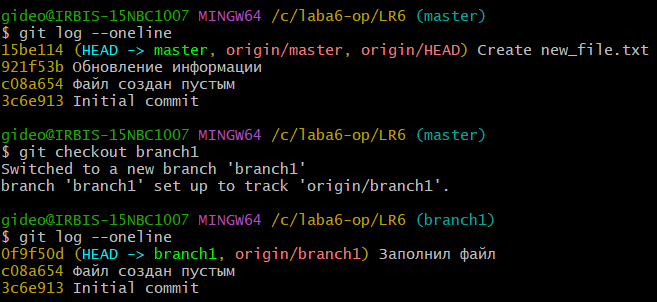 gideo@IRBIS-15NBC1007 MINGW64 /c/laba6-op/LR6 (master)
$ git log --oneline
15be114 (HEAD -> master, origin/master, origin/HEAD) Create new_file.txt
921f53b Обновление информации
c08a654 Файл создан пустым
3c6e913 Initial commit
gideo@IRBIS-15NBC1007 MINGW64 /c/laba6-op/LR6 (master)
$ git checkout branch1
Switched to a new branch 'branch1'
branch 'branch1' set up to track 'origin/branch1'.
gideo@IRBIS-15NBC1007 MINGW64 /c/laba6-op/LR6 (branch1)
$ git log --oneline
0f9f50d (HEAD -> branch1, origin/branch1) Заполнил файл
c08a654 Файл создан пустым
3c6e913 Initial commit